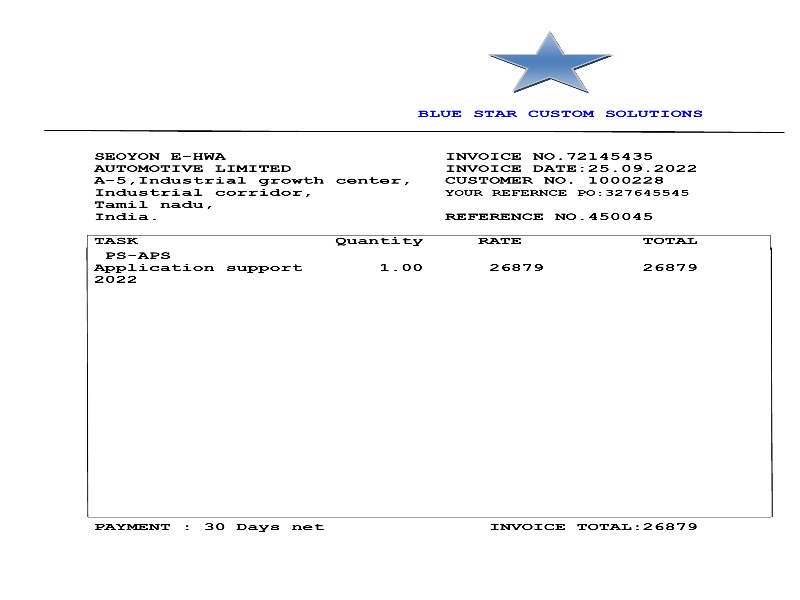 BLUE STAR CUSTOM SOLUTIONS
SEOYON E-HWA INVOICE NO.72145435
AUTOMOTIVE LIMITED INVOICE DATE:25.09.2022
A-5,Industrial growth center, CUSTOMER NO. 1000228
Industrial corridor, YOUR REFERNCE PO:327645545
Tamil nadu,
India. REFERENCE NO.450045
TASK Quantity RATE TOTAL
PS-APS
Application support 1.00 26879 26879
2022
PAYMENT : 30 Days net INVOICE TOTAL:26879